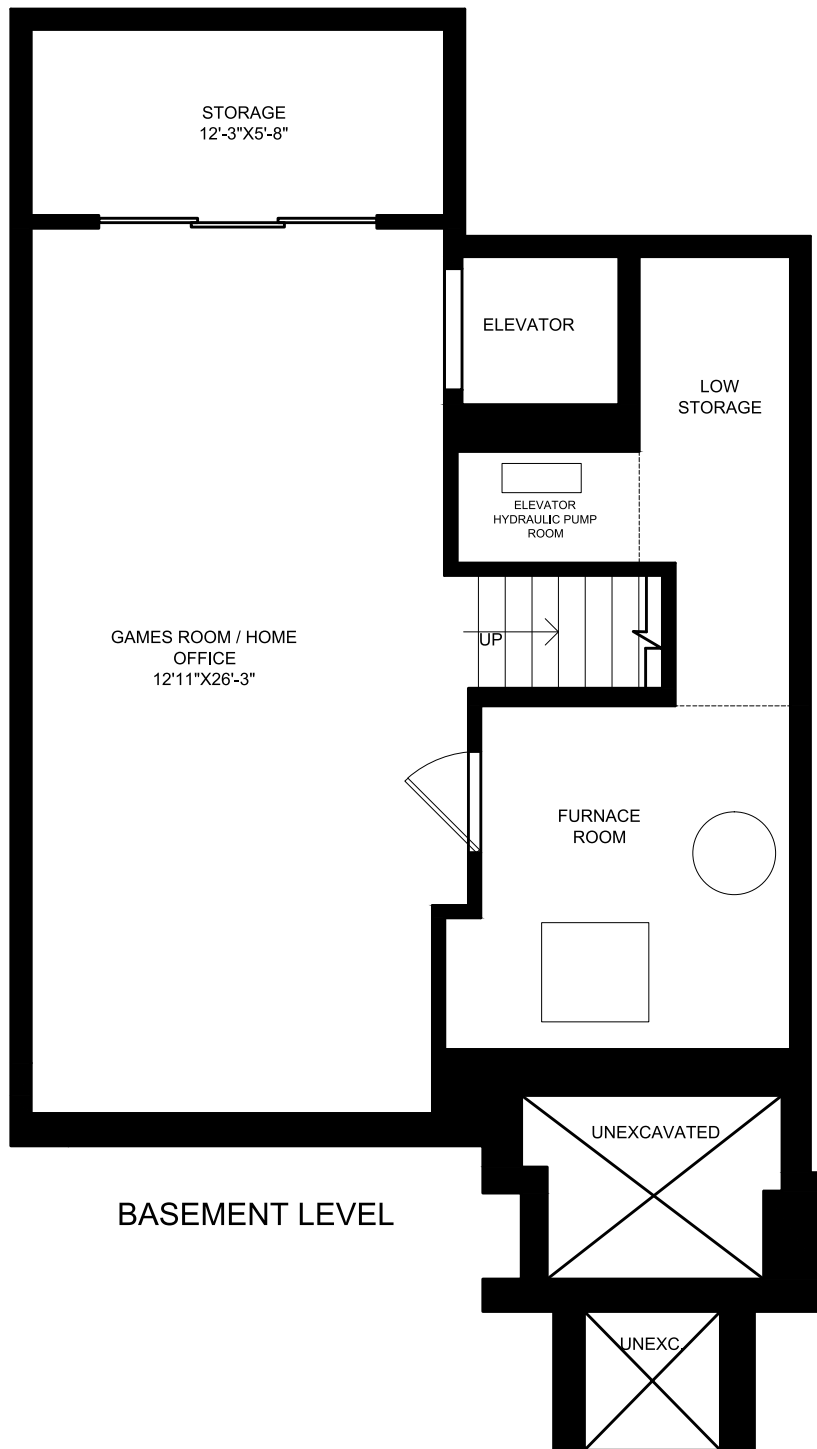 STORAGE
12'-3"X5'-8"
ELEVATOR
LOW
STORAGE
ELEVATOR
HYDRAULIC PUMP
ROOM
GAMES ROOM / HOME
OFFICE
12'11"X26'-3"
UP
FURNACE
ROOM
UNEXCAVATED
BASEMENT LEVEL
UNEXC.